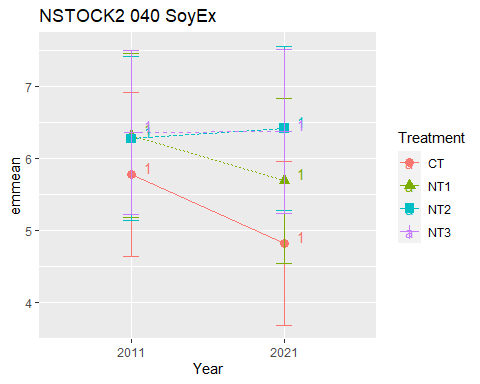 NSTOCK2 040 SoyEx
7
6
5
4
emmean
1
1
1
1
1
1
1
1
2011
2021
Year
Treatment
a CT
a NT1
a NT2
a NT3